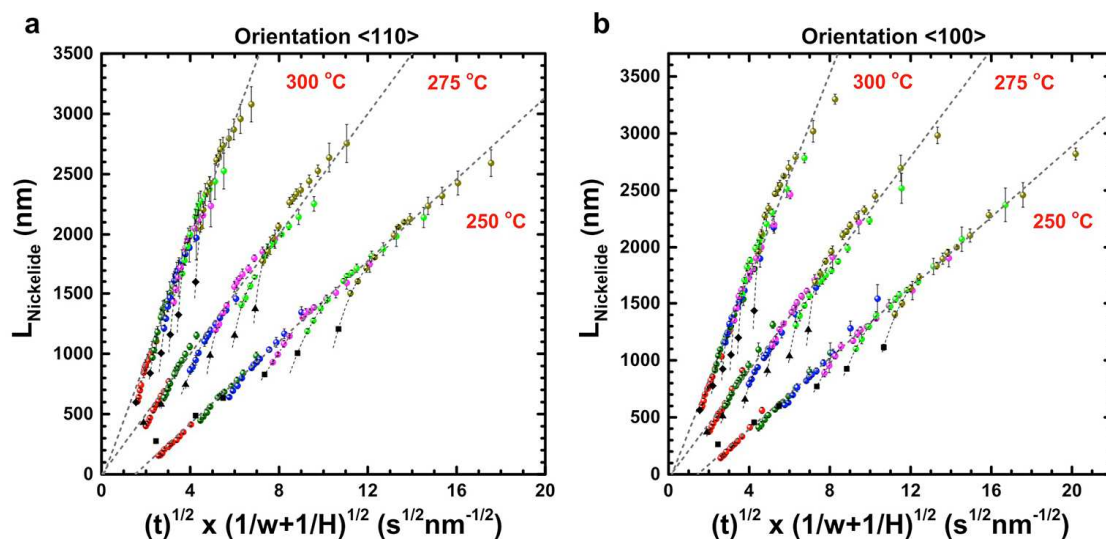 a
Orientation <110>
L_Nickelide (nm)
3500
3000
2500
2000
1500
1000
500
0
300 °C
275 °C
250 °C
0 4 8 12 16 20
(t)^1/2 x (1/w+1/H)^1/2 (s^1/2nm^-1/2)
b
Orientation <100>
L_Nickelide (nm)
3500
3000
2500
2000
1500
1000
500
0
300 °C
275 °C
250 °C
0 4 8 12 16 20
(t)^1/2 x (1/w+1/H)^1/2 (s^1/2nm^-1/2)